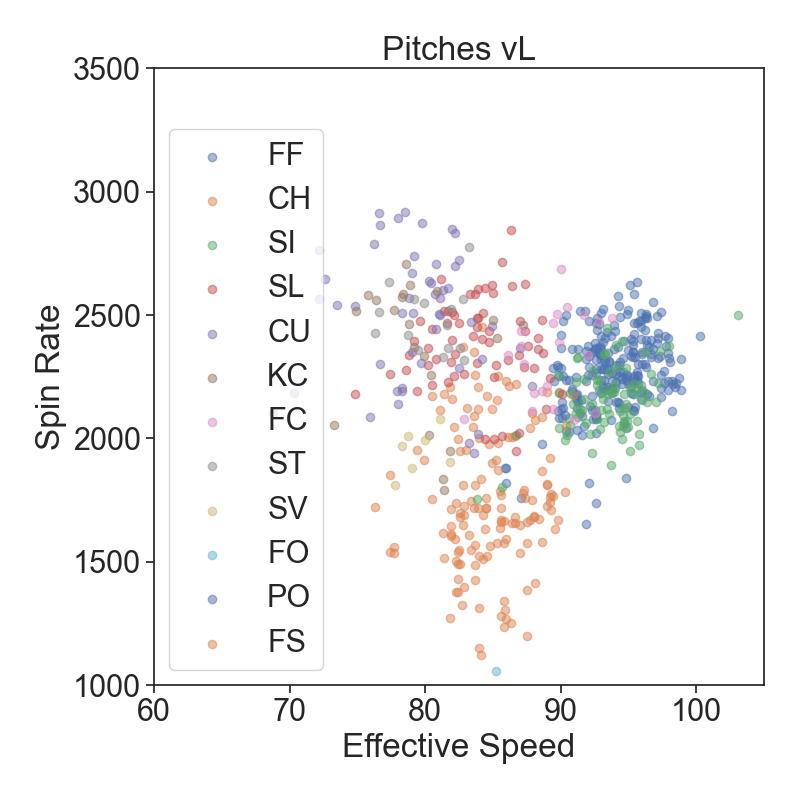 Pitches vL
3500
3000
2500
2000
1500
1000
Spin Rate
FF
CH
SI
SL
CU
KC
FC
ST
SV
FO
PO
FS
60
70
80
90
100
Effective Speed